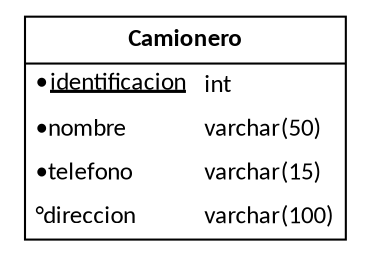 Camionero
•identificacion int
•nombre varchar(50)
•telefono varchar(15)
°direccion varchar(100)